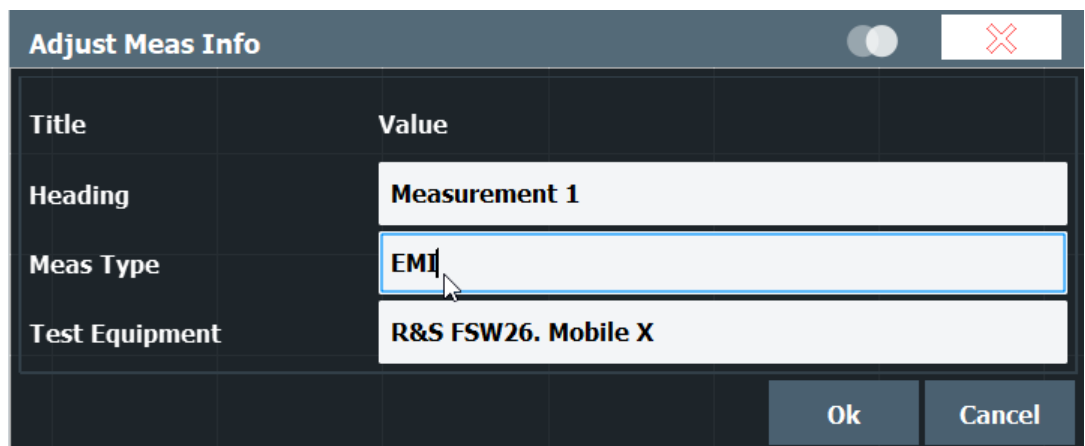 Adjust Meas Info
Title Value
Heading Measurement 1
Meas Type EMI
Test Equipment R&S FSW26. Mobile X
Ok Cancel